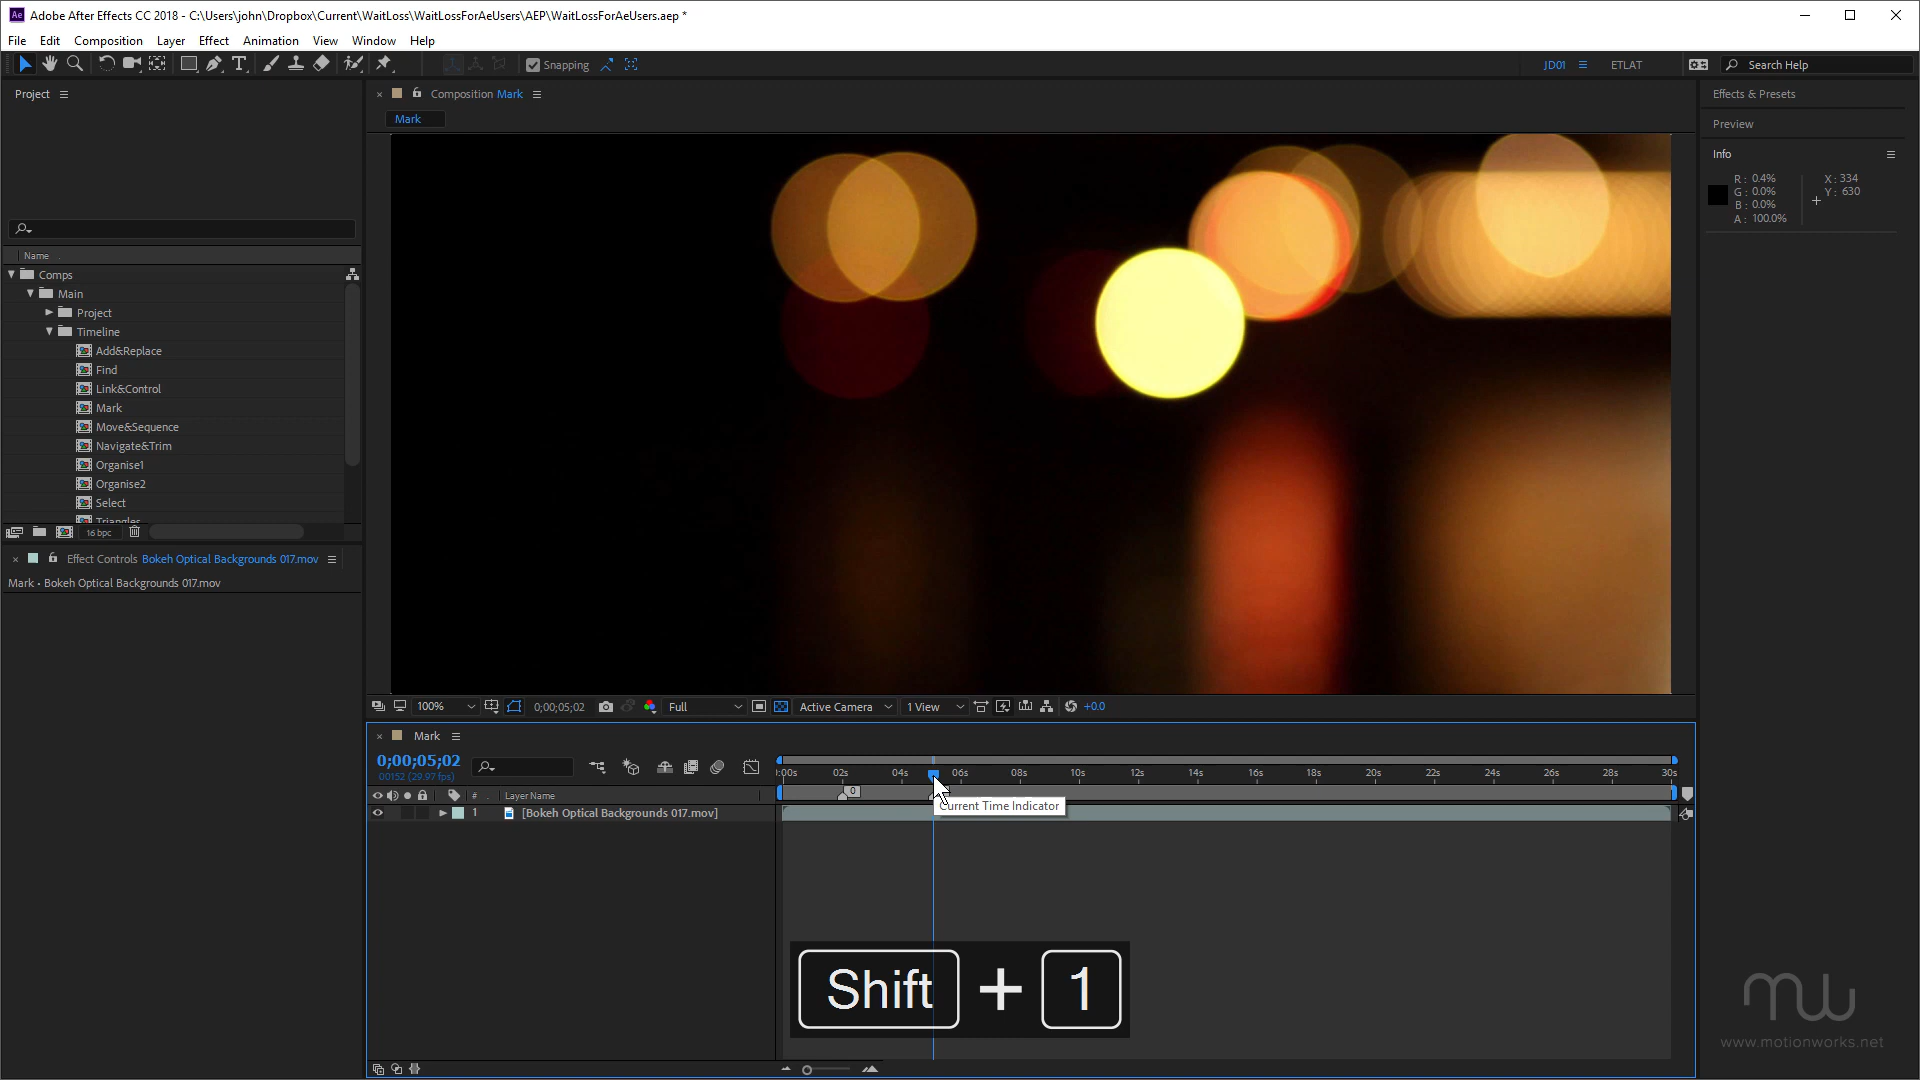 Ae Adobe After Effects CC 2018 - C:\Users\john\Dropbox\Current\WaitLoss\WaitLossForAeUsers\AEP\WaitLossForAeUsers.aep *
File Edit Composition Layer Effect Animation View Window Help
Snapping
JD01
ETLAT
Search Help
Project
Composition Mark
Effects & Presets
Mark
Preview
Info
R: 0.4%
G: 0.0%
B: 0.0%
A: 100.0%
X: 334
Y: 630
Name
Comps
Main
Project
Timeline
Add&Replace
Find
Link&Control
Mark
Move&Sequence
Navigate&Trim
Organise1
Organise2
Select
Triangles
16 bpc
Effect Controls Bokeh Optical Backgrounds 017.mov
Mark • Bokeh Optical Backgrounds 017.mov
100%
0;00;05;02
Full
Active Camera
1 View
+0.0
Mark
0;00;05;02
00152 (29.97 fps)
:00s 02s 04s 06s 08s 10s 12s 14s 16s 18s 20s 22s 24s 26s 28s 30s
# Layer Name
0
Current Time Indicator
1 [Bokeh Optical Backgrounds 017.mov]
Shift + 1
mw
www.motionworks.net